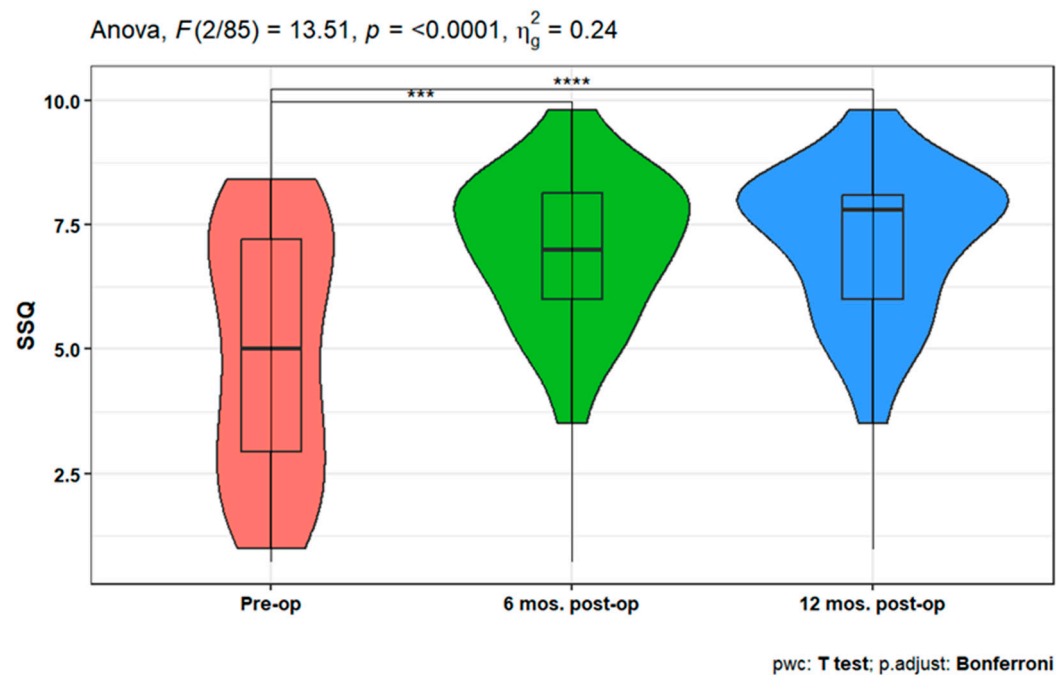 Anova, F(2/85) = 13.51, p = <0.0001, η²g = 0.24
****
***
10.0
7.5
5.0
2.5
SSQ
Pre-op 6 mos. post-op 12 mos. post-op
pwc: T test; p.adjust: Bonferroni